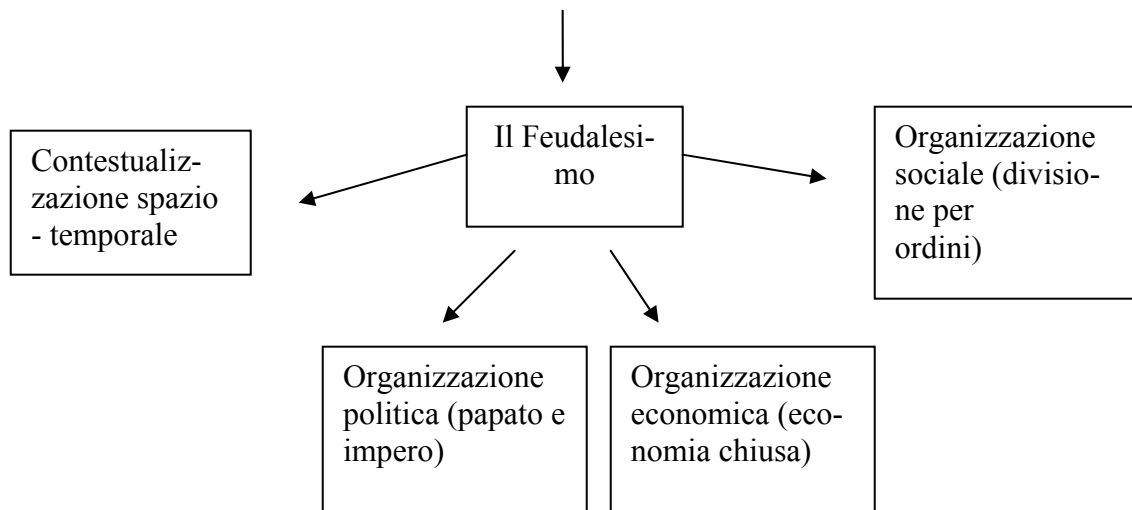 Il Feudalesi-
mo
Contestualiz-
zazione spazio
- temporale
Organizzazione
sociale (divisio-
ne per
ordini)
Organizzazione
politica (papato e
impero)
Organizzazione
economica (eco-
nomia chiusa)